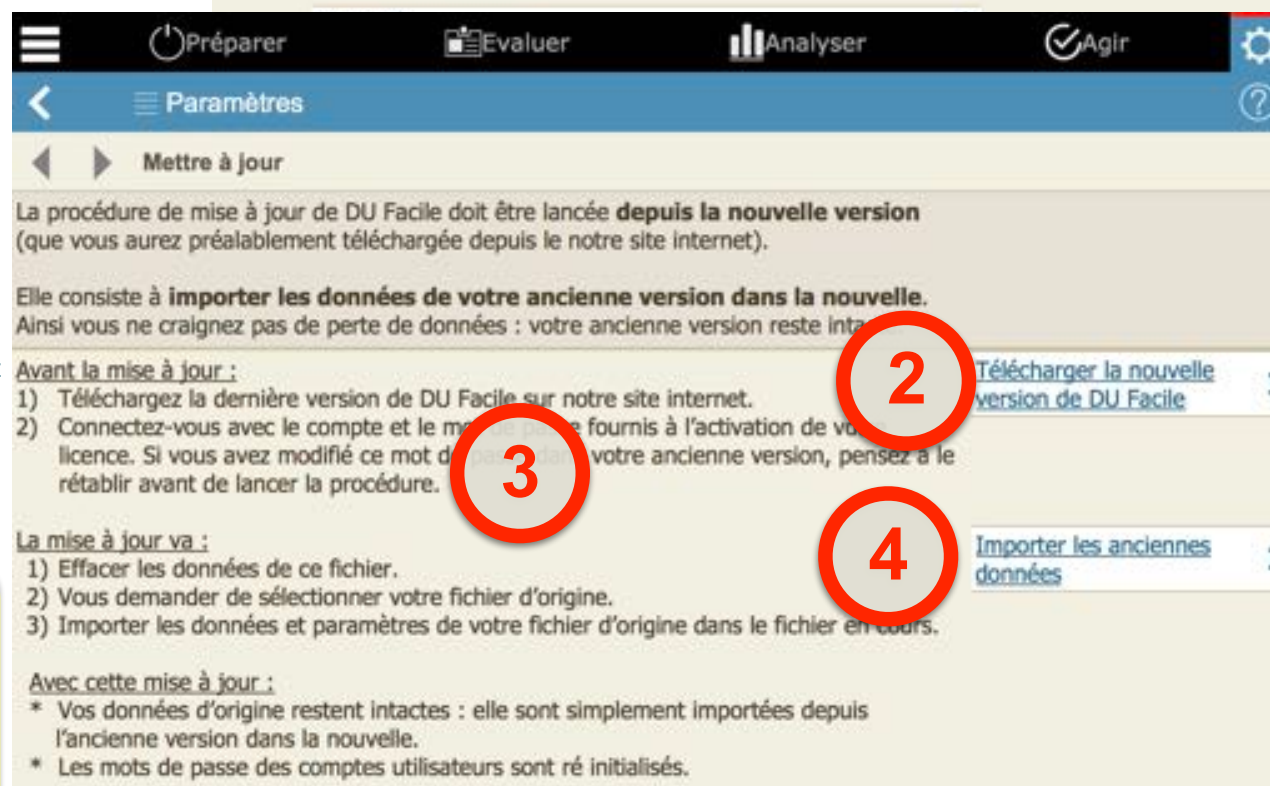 Préparer Evaluer Analyser Agir
Paramètres ?
Mettre à jour
La procédure de mise à jour de DU Facile doit être lancée depuis la nouvelle version
(que vous aurez préalablement téléchargée depuis le notre site internet).
Elle consiste à importer les données de votre ancienne version dans la nouvelle.
Ainsi vous ne craignez pas de perte de données : votre ancienne version reste
2
Avant la mise à jour :
1) Téléchargez la dernière version de DU Facile sur notre site internet.
2) Connectez-vous avec le compte et le mot de passe fournis à l'activation de votre
licence. Si vous avez modifié ce mot de passe dans votre ancienne version, pensez à le
rétablir avant de lancer la procédure.
3
Télécharger la nouvelle
version de DU Facile
La mise à jour va :
1) Effacer les données de ce fichier.
2) Vous demander de sélectionner votre fichier d'origine.
3) Importer les données et paramètres de votre fichier d'origine dans le fichier en cours.
4
Importer les anciennes
données
Avec cette mise à jour :
* Vos données d'origine restent intactes : elle sont simplement importées depuis
l'ancienne version dans la nouvelle.
* Les mots de passe des comptes utilisateurs sont ré initialisés.